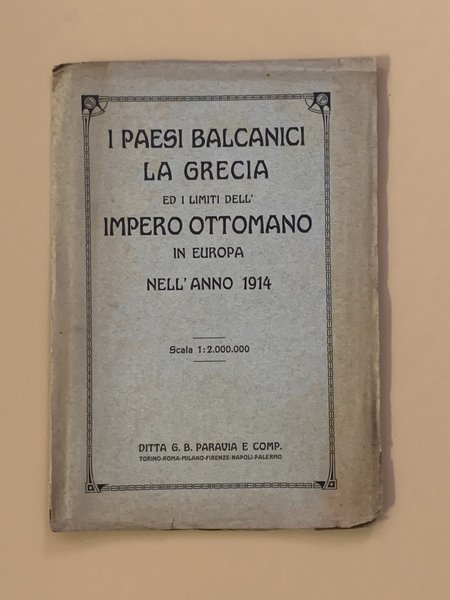 I PAESI BALCANICI
LA GRECIA
ED I LIMITI DELL'
IMPERO OTTOMANO
IN EUROPA
NELL'ANNO 1914
Scala 1:2.000.000
DITTA G. B. PARAVIA E COMP.
TORINO-ROMA-MILANO-FIRENZE-NAPOLI-PALERMO